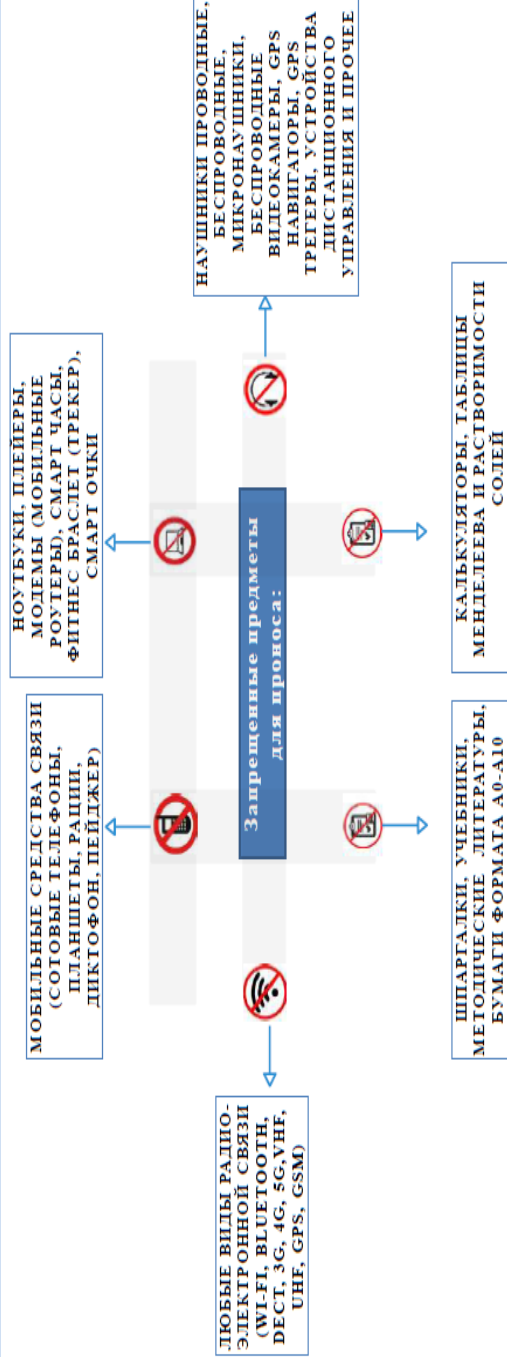 МОБИЛЬНЫЕ СРЕДСТВА СВЯЗИ
(СОТОВЫЕ ТЕЛЕФОНЫ,
ПЛАНШЕТЫ, РАЦИИ,
ДИКТОФОН, ПЕЙДЖЕР)
НОУТБУКИ, ПЛЕЙЕРЫ,
МОДЕМЫ (МОБИЛЬНЫЕ
РОУТЕРЫ), СМАРТ ЧАСЫ,
ФИТНЕС БРАСЛЕТ (ТРЕКЕР),
СМАРТ ОЧКИ
ЛЮБЫЕ ВИДЫ РАДИО-
ЭЛЕКТРОННОЙ СВЯЗИ
(WI-FI, BLUETOOTH,
DECT, 3G, 4G, 5G,VHF,
UHF, GPS, GSM)
Запрещенные предметы
для проноса:
НАУШНИКИ ПРОВОДНЫЕ,
БЕСПРОВОДНЫЕ,
МИКРОНАУШНИКИ,
БЕСПРОВОДНЫЕ
ВИДЕОКАМЕРЫ, GPS
НАВИГАТОРЫ, GPS
ТРЕГЕРЫ, УСТРОЙСТВА
ДИСТАНЦИОННОГО
УПРАВЛЕНИЯ И ПРОЧЕЕ
ШПАРГАЛКИ, УЧЕБНИКИ,
МЕТОДИЧЕСКИЕ ЛИТЕРАТУРЫ,
БУМАГИ ФОРМАТА А0-А10
КАЛЬКУЛЯТОРЫ, ТАБЛИЦЫ
МЕНДЕЛЕЕВА И РАСТВОРИМОСТИ
СОЛЕЙ